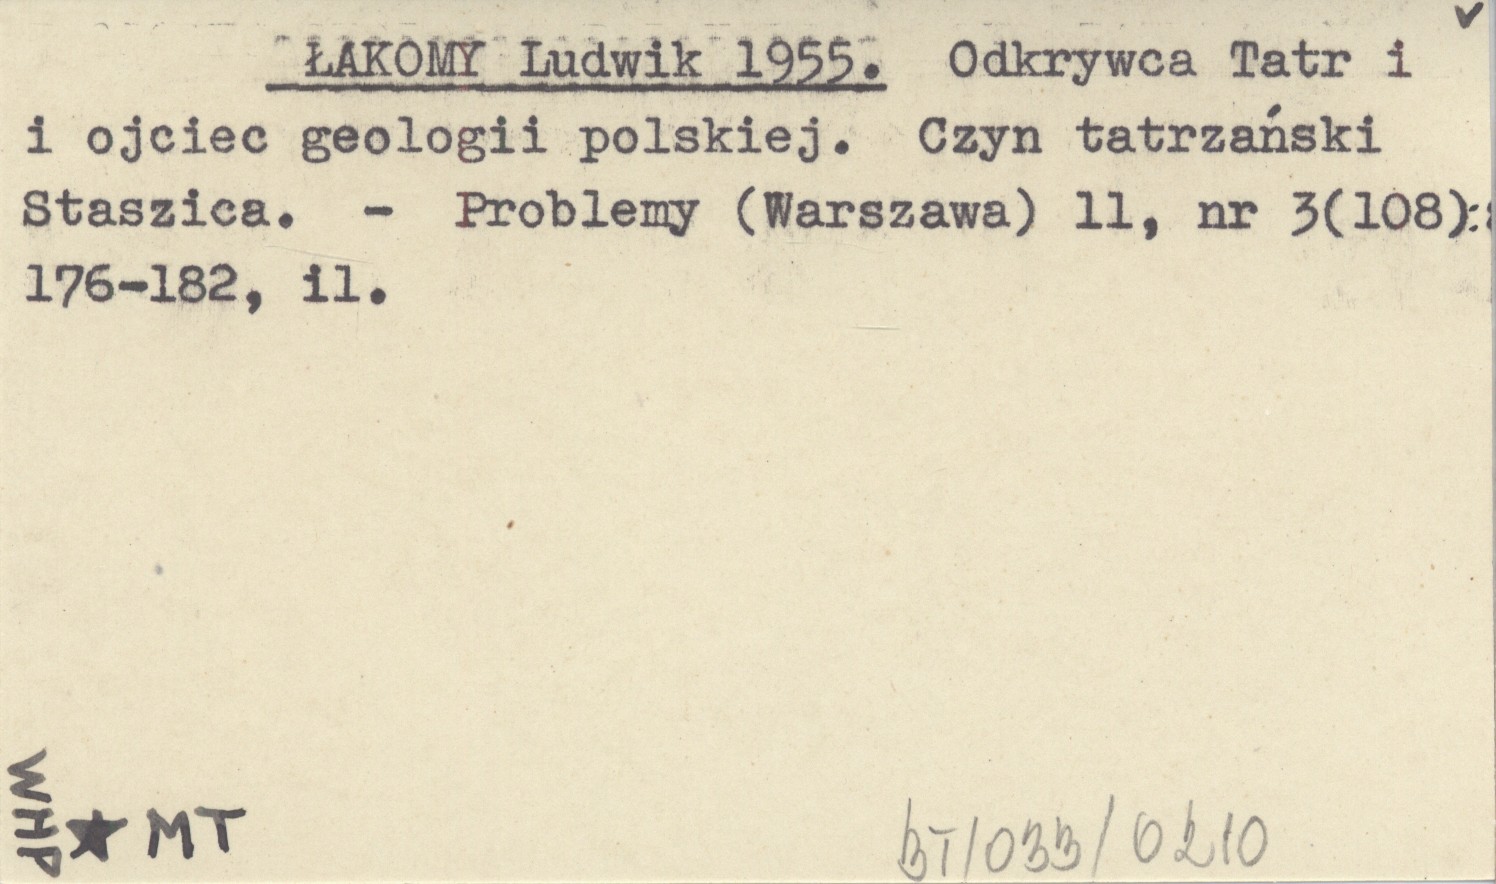 ŁAKOMY Ludwik 1955. Odkrywca Tatr i
i ojciec geologii polskiej. Czyn tatrzański
Staszica. - Problemy (Warszawa) 11, nr 3(108):
176-182, il.
WHP
★ MT
BT/033/0210